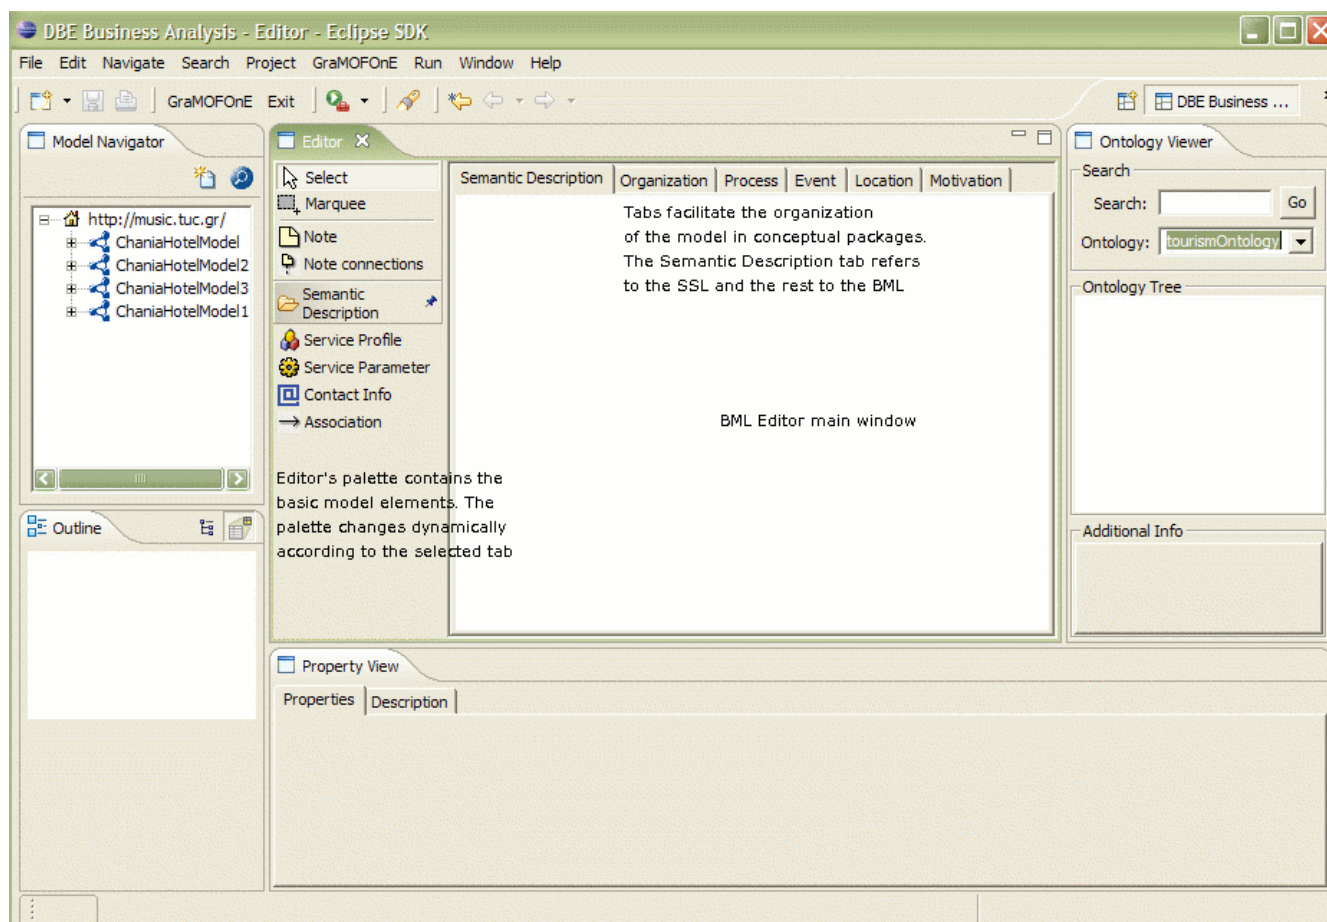 DBE Business Analysis - Editor - Eclipse SDK
File Edit Navigate Search Project GraMOFOnE Run Window Help
GraMOFOnE Exit
DBE Business ...
Model Navigator
http://music.tuc.gr/
ChaniaHotelModel
ChaniaHotelModel2
ChaniaHotelModel3
ChaniaHotelModel1
Outline
Editor
Select
Marquee
Note
Note connections
Semantic
Description
Service Profile
Service Parameter
Contact Info
Association
Editor's palette contains the
basic model elements. The
palette changes dynamically
according to the selected tab
Semantic Description Organization Process Event Location Motivation
Tabs facilitate the organization
of the model in conceptual packages.
The Semantic Description tab refers
to the SSL and the rest to the BML
BML Editor main window
Ontology Viewer
Search
Search: Go
Ontology: tourismOntology
Ontology Tree
Additional Info
Property View
Properties Description